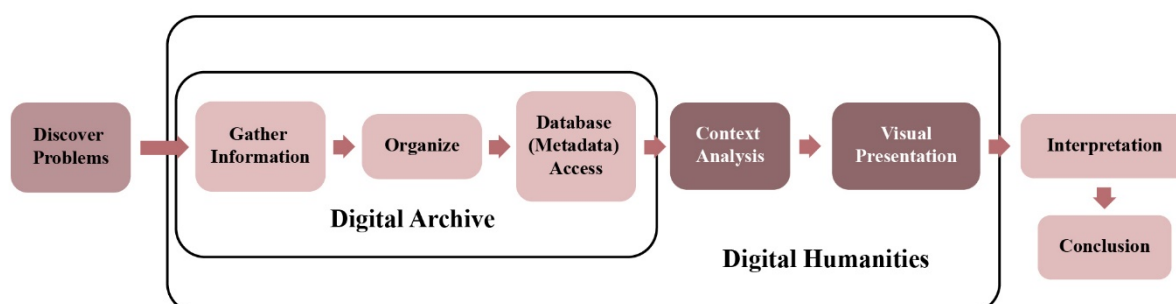 Discover
Problems
Gather
Information
Organize
Database
(Metadata)
Access
Context
Analysis
Visual
Presentation
Interpretation
Conclusion
Digital Archive
Digital Humanities